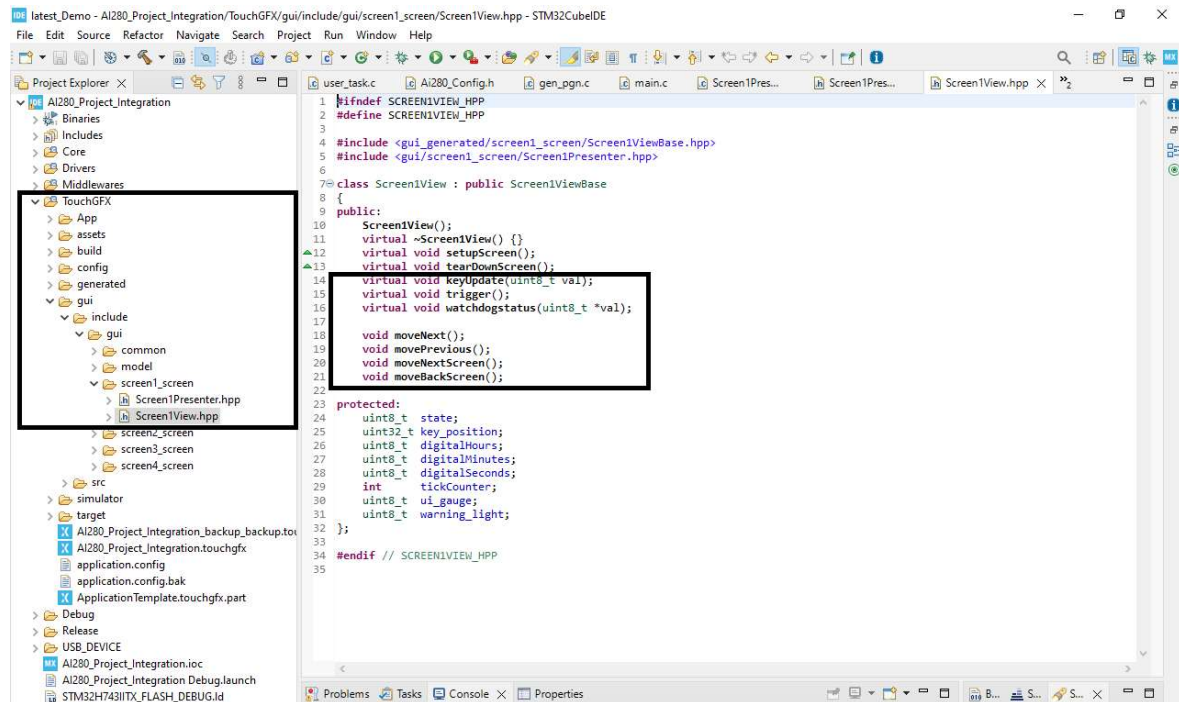 latest_Demo - AI280_Project_Integration/TouchGFX/gui/include/gui/screen1_screen/Screen1View.hpp - STM32CubeIDE
File Edit Source Refactor Navigate Search Project Run Window Help
Project Explorer
user_task.c
Ai280_Config.h
gen_pgn.c
main.c
Screen1Pres...
Screen1Pres...
Screen1View.hpp
2
AI280_Project_Integration
Binaries
Includes
Core
Drivers
Middlewares
TouchGFX
App
assets
build
config
generated
gui
include
gui
common
model
screen1_screen
Screen1Presenter.hpp
Screen1View.hpp
screen2_screen
screen3_screen
screen4_screen
src
simulator
target
AI280_Project_Integration_backup_backup.tou
AI280_Project_Integration.touchgfx
application.config
application.config.bak
ApplicationTemplate.touchgfx.part
Debug
Release
USB_DEVICE
AI280_Project_Integration.ioc
AI280_Project_Integration Debug.launch
STM32H743IITX_FLASH_DEBUG.ld
1 #ifndef SCREEN1VIEW_HPP
2 #define SCREEN1VIEW_HPP
3
4 #include <gui_generated/screen1_screen/Screen1ViewBase.hpp>
5 #include <gui/screen1_screen/Screen1Presenter.hpp>
6
7 class Screen1View : public Screen1ViewBase
8 {
9 public:
10 Screen1View();
11 virtual ~Screen1View() {}
12 virtual void setupScreen();
13 virtual void tearDownScreen();
14 virtual void keyUpdate(uint8_t val);
15 virtual void trigger();
16 virtual void watchdogstatus(uint8_t *val);
17
18 void moveNext();
19 void movePrevious();
20 void moveNextScreen();
21 void moveBackScreen();
22
23 protected:
24 uint8_t state;
25 uint32_t key_position;
26 uint8_t digitalHours;
27 uint8_t digitalMinutes;
28 uint8_t digitalSeconds;
29 int tickCounter;
30 uint8_t ui_gauge;
31 uint8_t warning_light;
32 };
33
34 #endif // SCREEN1VIEW_HPP
35
Problems Tasks Console Properties
B... S... S...